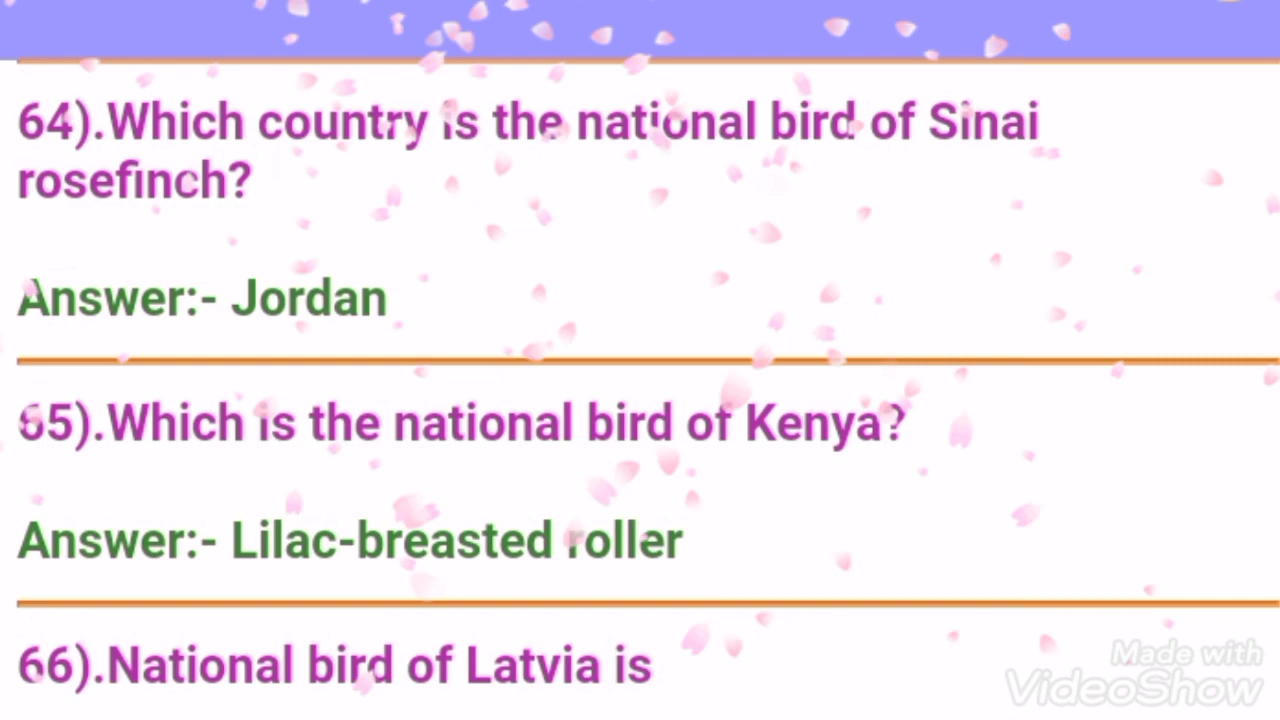 64).Which country is the national bird of Sinai
rosefinch?
Answer:- Jordan
65).Which is the national bird of Kenya?
Answer:- Lilac-breasted roller
66).National bird of Latvia is
Made with
VideoShow